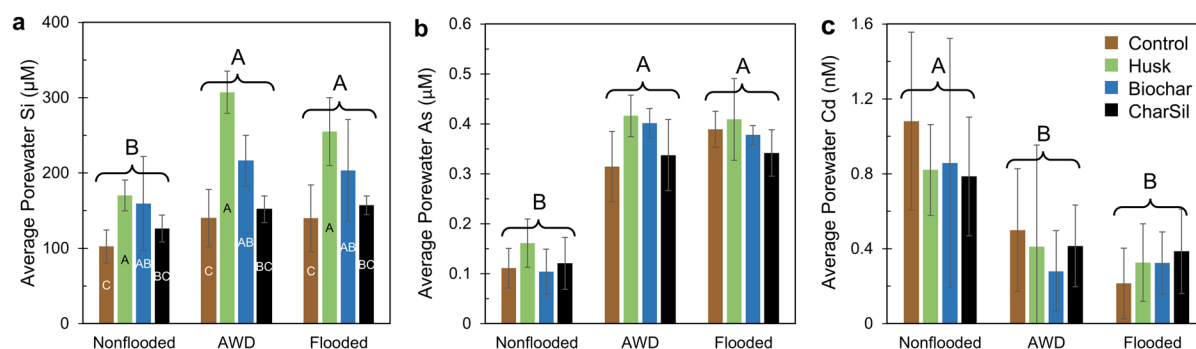 a
Average Porewater Si (µM)
400
300
200
100
0
B
A
A
C
A
AB
BC
C
A
AB
BC
C
A
AB
BC
Nonflooded
AWD
Flooded
b
Average Porewater As (µM)
0.6
0.5
0.4
0.3
0.2
0.1
0.0
B
A
A
Nonflooded
AWD
Flooded
c
Average Porewater Cd (nM)
1.6
1.2
0.8
0.4
0.0
A
B
B
Control
Husk
Biochar
CharSil
Nonflooded
AWD
Flooded